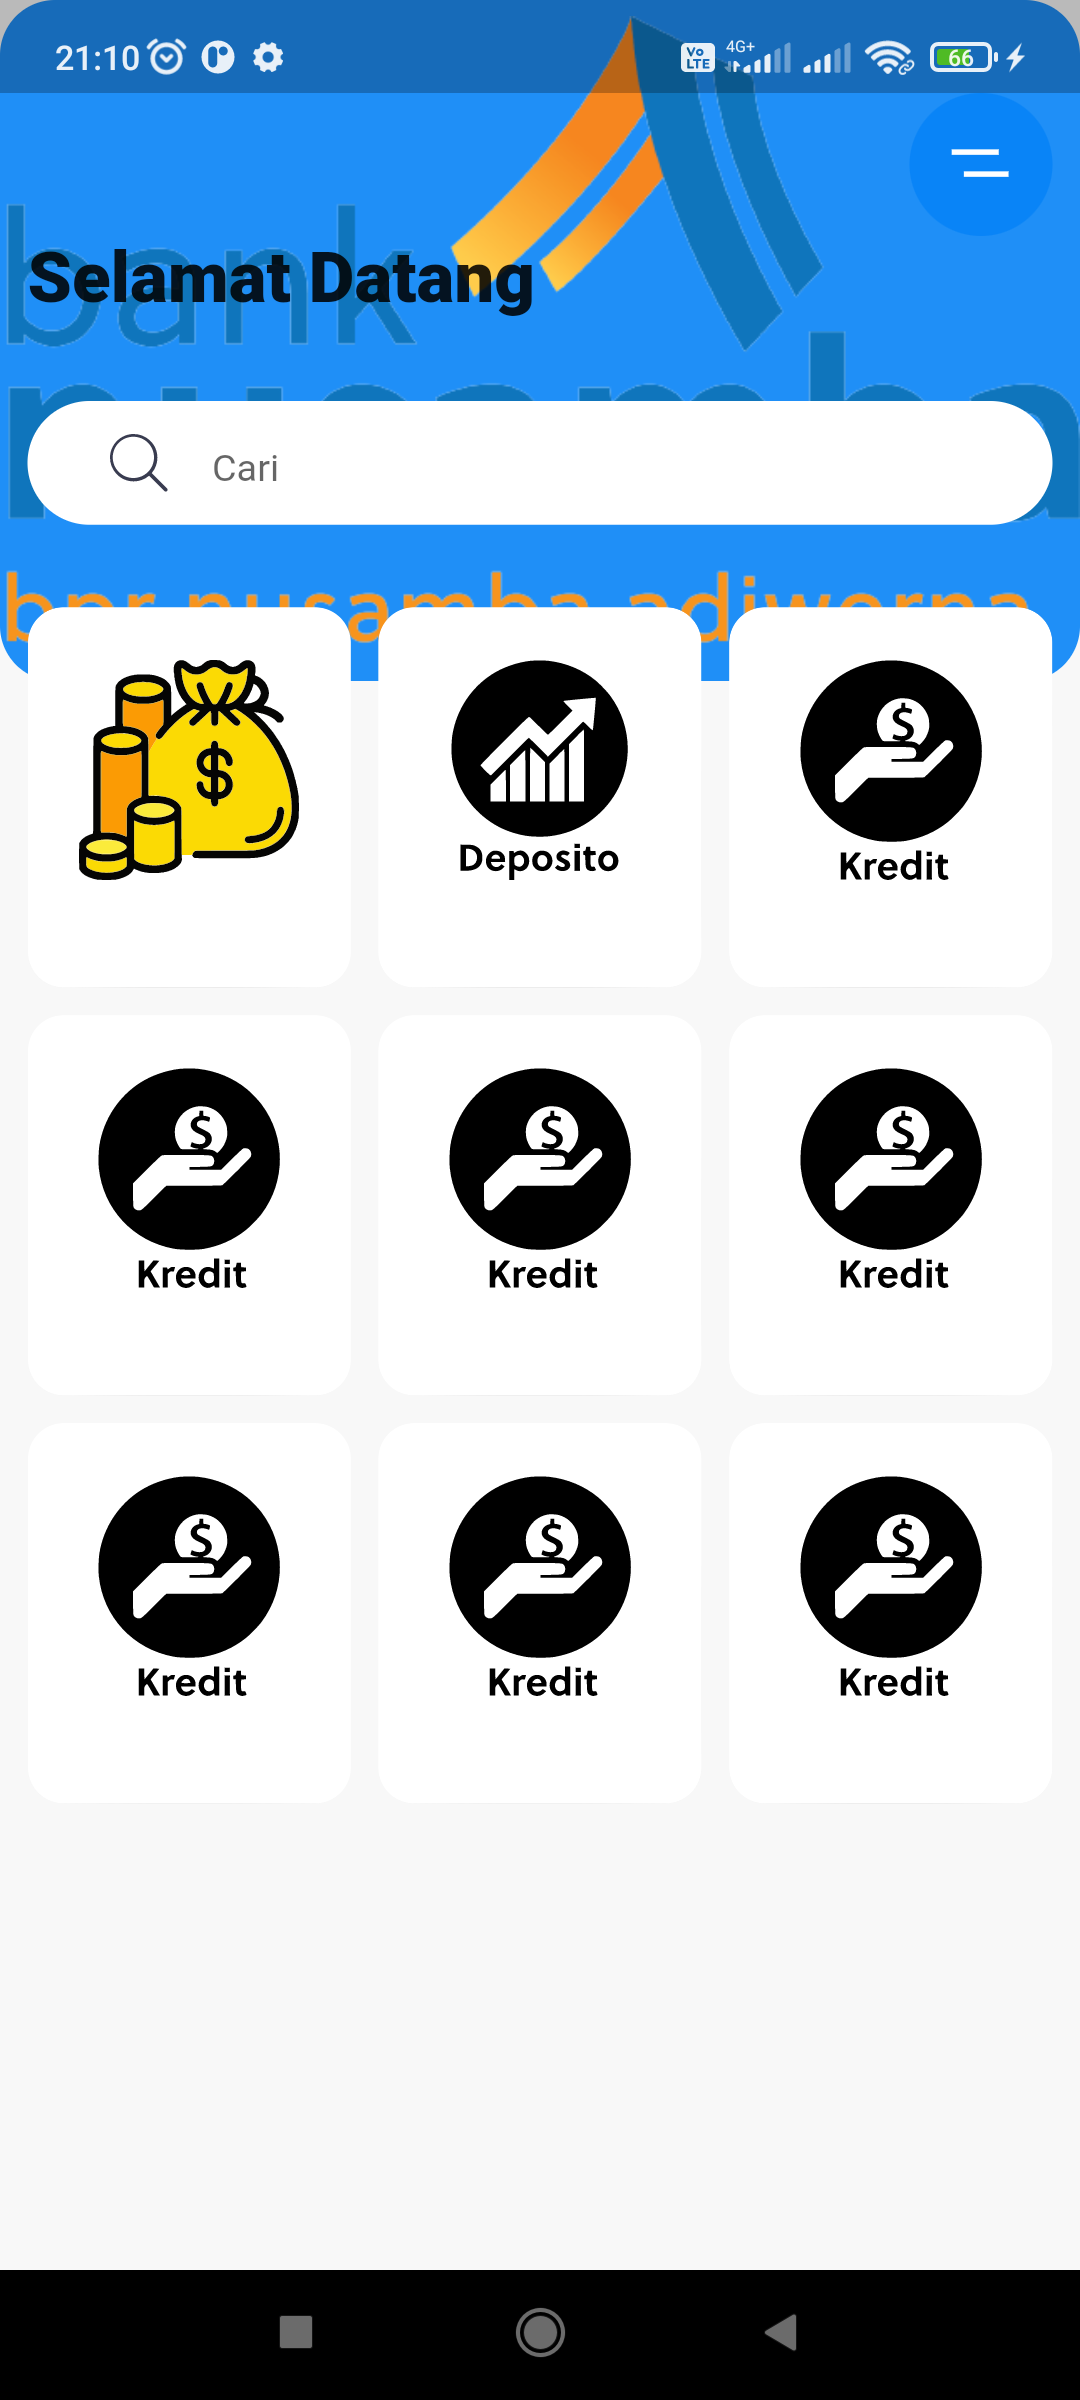 21:10 Vo LTE 4G+ 66
bank
Selamat Datang
nusamba
Cari
bpr nusamba adiwerna
$
Deposito
$
Kredit
$
Kredit
$
Kredit
$
Kredit
$
Kredit
$
Kredit
$
Kredit